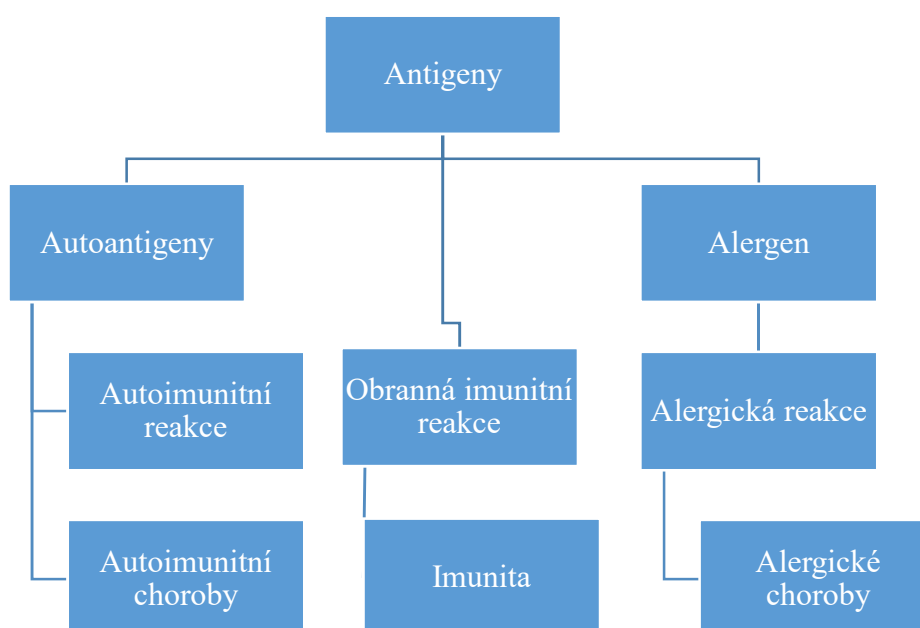 Antigeny
Autoantigeny
Alergen
Autoimunitní
reakce
Obranná imunitní
reakce
Alergická reakce
Autoimunitní
choroby
Imunita
Alergické
choroby